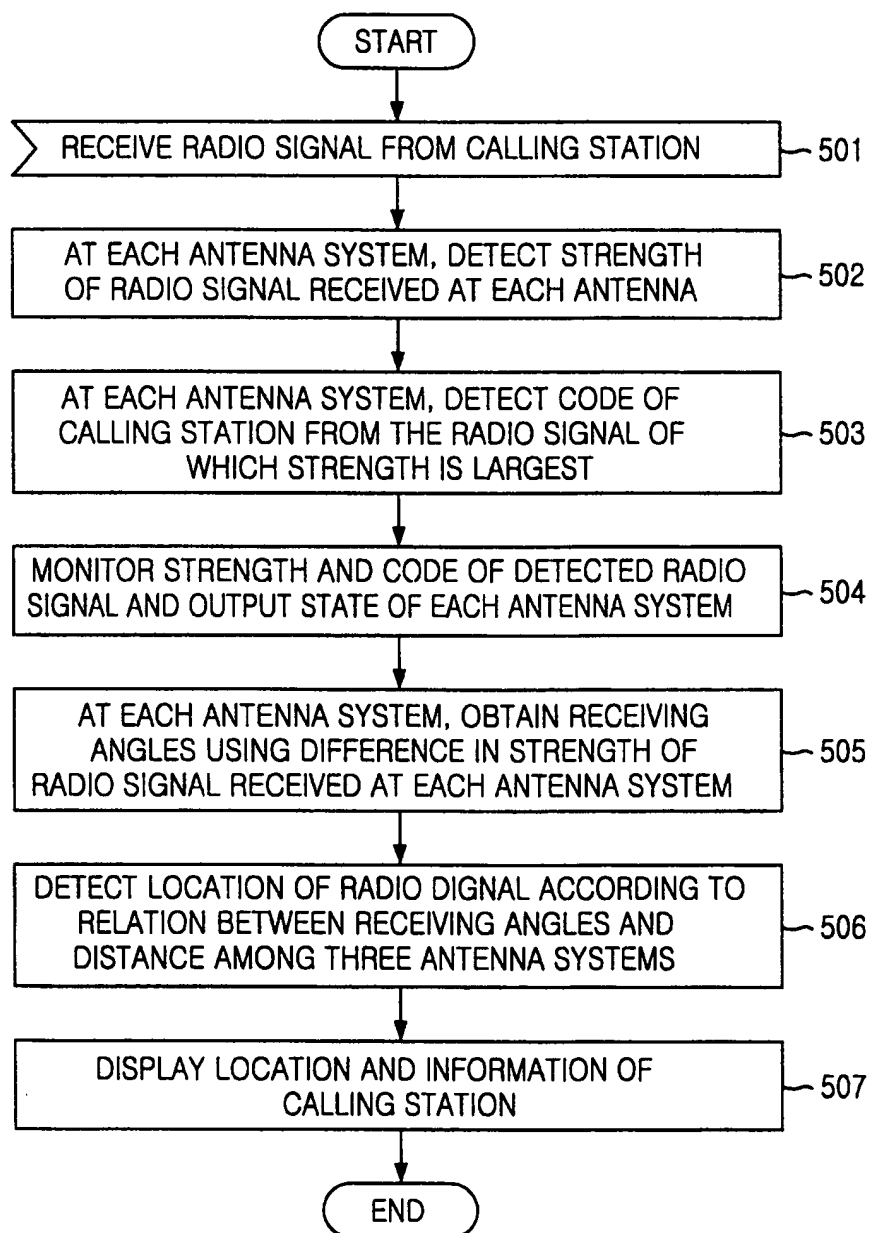 START
RECEIVE RADIO SIGNAL FROM CALLING STATION
501
AT EACH ANTENNA SYSTEM, DETECT STRENGTH
OF RADIO SIGNAL RECEIVED AT EACH ANTENNA
502
AT EACH ANTENNA SYSTEM, DETECT CODE OF
CALLING STATION FROM THE RADIO SIGNAL OF
WHICH STRENGTH IS LARGEST
503
MONITOR STRENGTH AND CODE OF DETECTED RADIO
SIGNAL AND OUTPUT STATE OF EACH ANTENNA SYSTEM
504
AT EACH ANTENNA SYSTEM, OBTAIN RECEIVING
ANGLES USING DIFFERENCE IN STRENGTH OF
RADIO SIGNAL RECEIVED AT EACH ANTENNA SYSTEM
505
DETECT LOCATION OF RADIO DIGNAL ACCORDING TO
RELATION BETWEEN RECEIVING ANGLES AND
DISTANCE AMONG THREE ANTENNA SYSTEMS
506
DISPLAY LOCATION AND INFORMATION OF
CALLING STATION
507
END